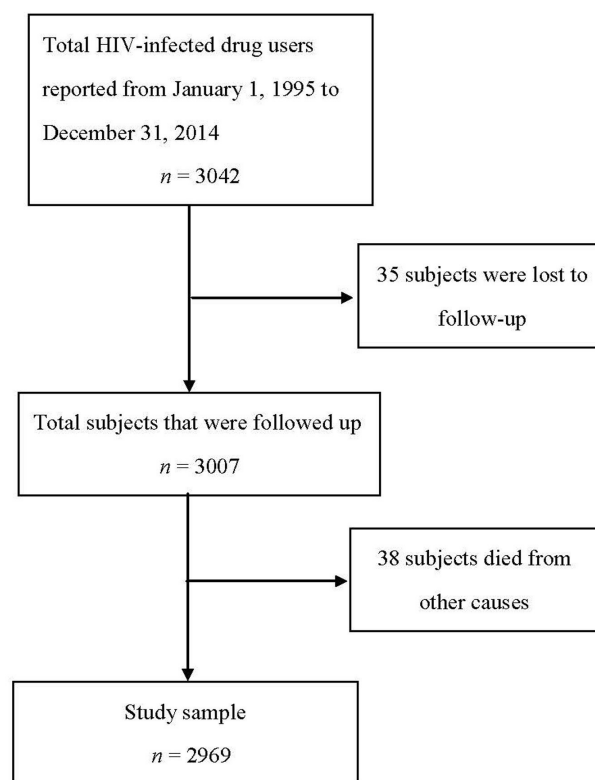 Total HIV-infected drug users
reported from January 1, 1995 to
December 31, 2014
n = 3042
35 subjects were lost to
follow-up
Total subjects that were followed up
n = 3007
38 subjects died from
other causes
Study sample
n = 2969